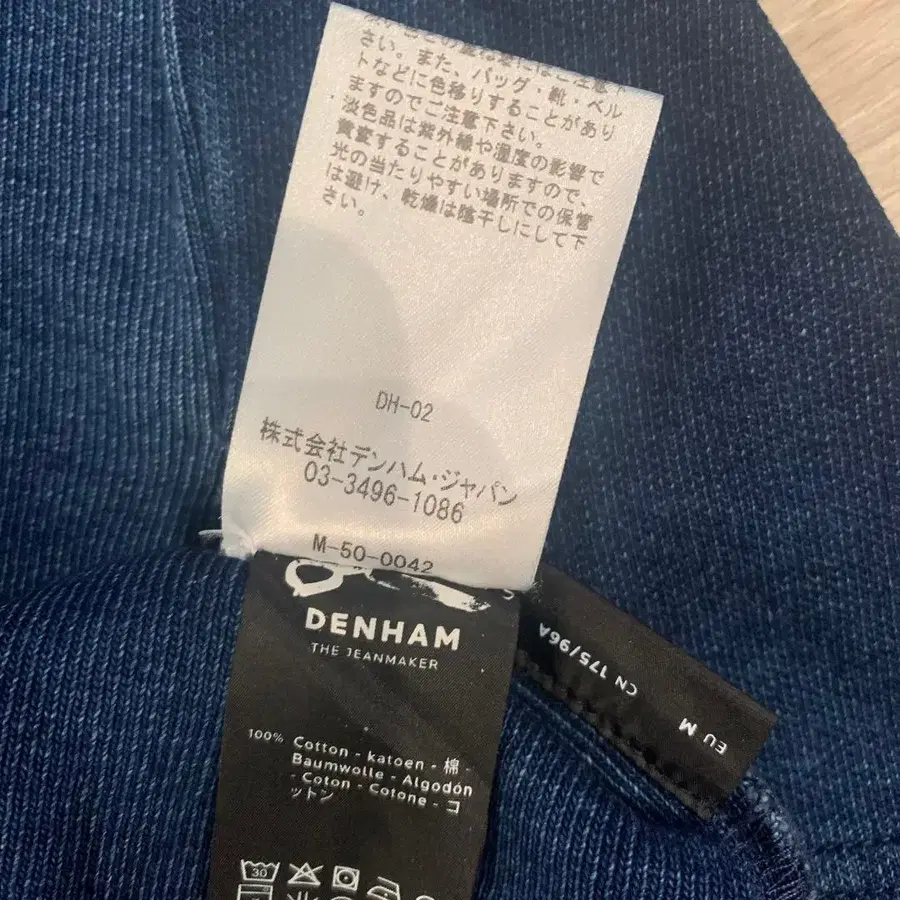 さい。また、バッグ・靴・ベル
トなどに色移りすることがあり
ますのでご注意下さい。
淡色品は紫外線や湿度の影響で
黄変することがありますので、
光の当たりやすい場所での保管
は避け、乾燥は陰干しにして下
さい。
DH-02
株式会社デンハム・ジャパン
03-3496-1086
M-50-0042
DENHAM
THE JEANMAKER
100% Cotton - katoen - 棉 -
Baumwolle - Algodón
- Coton - Cotone - コ
ットン
30
EU M
CN 175/96A